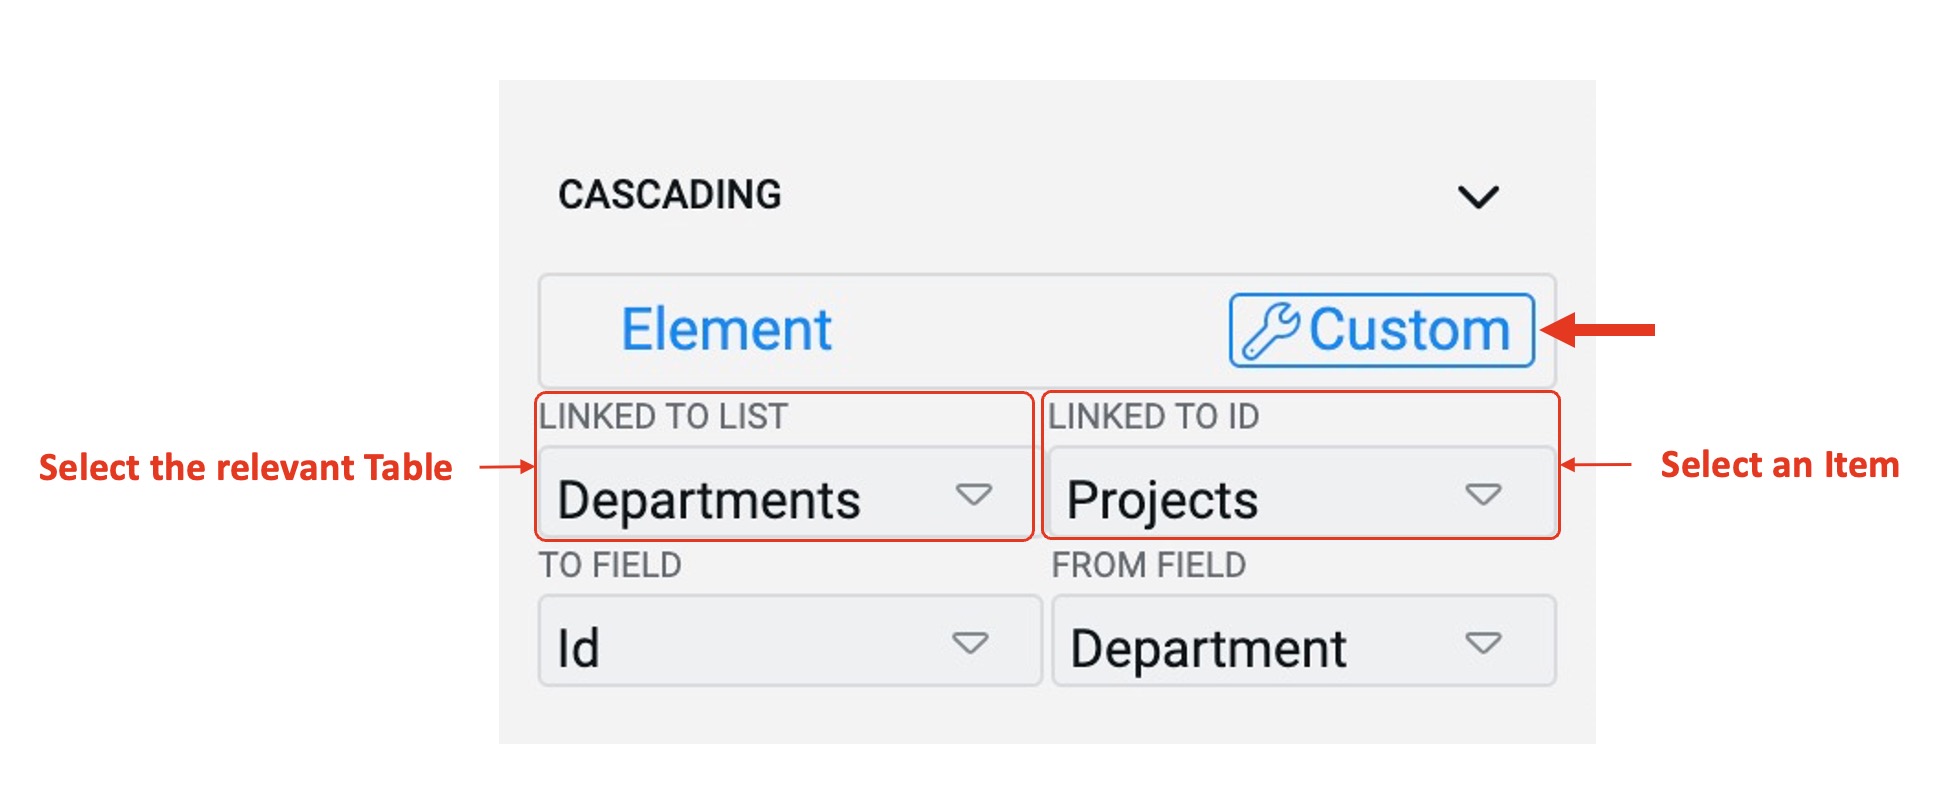 CASCADING
Element Custom
LINKED TO LIST LINKED TO ID
Select the relevant Table Departments Projects Select an Item
TO FIELD FROM FIELD
Id Department